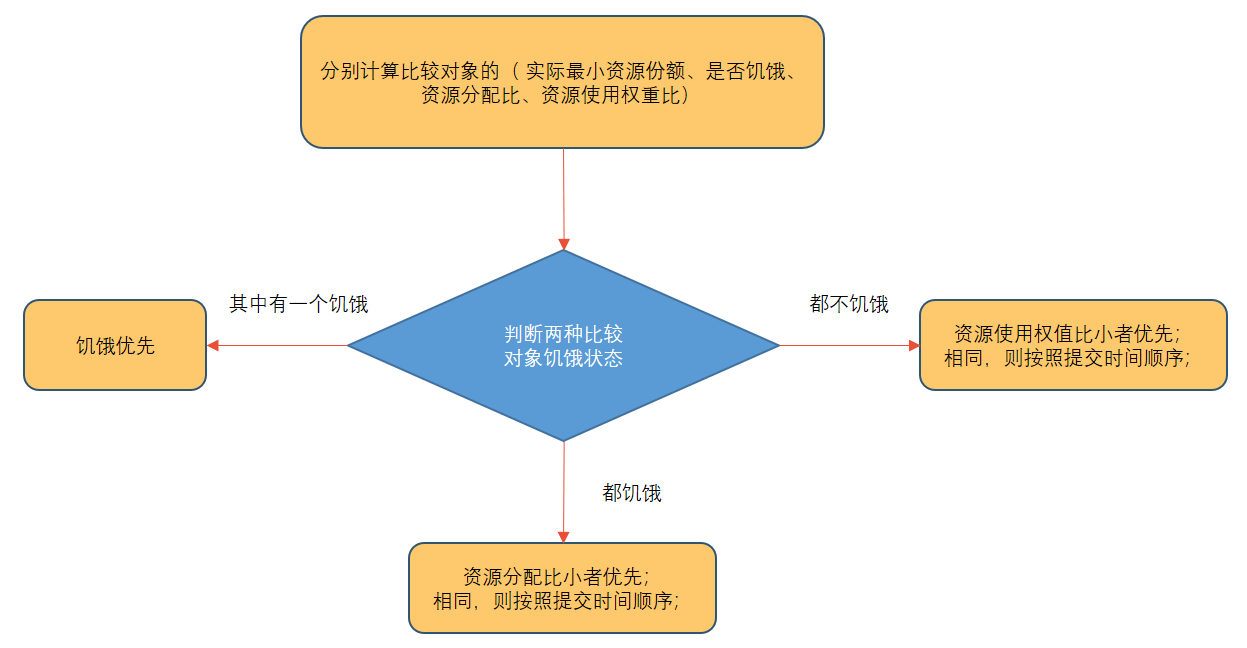 分别计算比较对象的（ 实际最小资源份额、是否饥饿、
资源分配比、资源使用权重比）
其中有一个饥饿
都不饥饿
饥饿优先
判断两种比较
对象饥饿状态
资源使用权值比小者优先；
相同，则按照提交时间顺序；
都饥饿
资源分配比小者优先；
相同，则按照提交时间顺序；